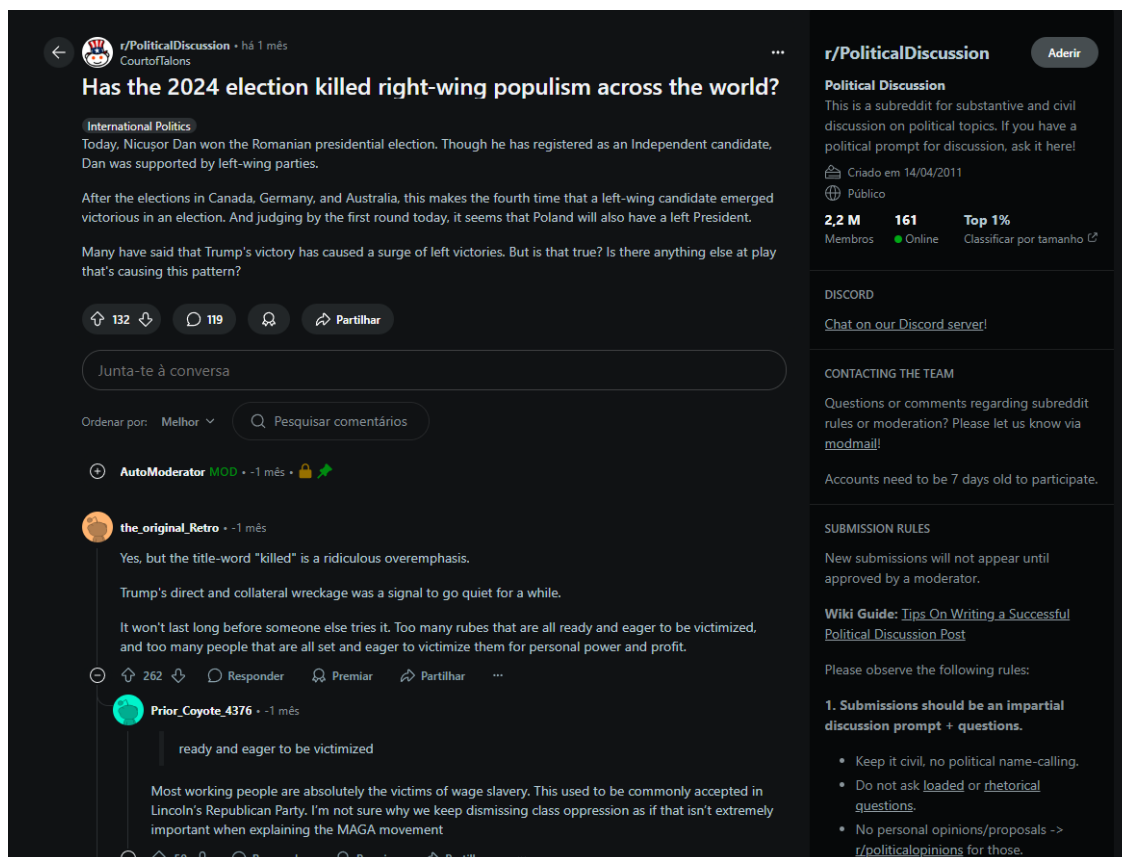 r/PoliticalDiscussion • há 1 mês
CourtofTalons
Has the 2024 election killed right-wing populism across the world?
International Politics
Today, Nicușor Dan won the Romanian presidential election. Though he has registered as an Independent candidate,
Dan was supported by left-wing parties.
After the elections in Canada, Germany, and Australia, this makes the fourth time that a left-wing candidate emerged
victorious in an election. And judging by the first round today, it seems that Poland will also have a left President.
Many have said that Trump's victory has caused a surge of left victories. But is that true? Is there anything else at play
that's causing this pattern?
132 119 Partilhar
Junta-te à conversa
Ordenar por: Melhor Pesquisar comentários
AutoModerator MOD • -1 mês •
the_original_Retro • -1 mês
Yes, but the title-word "killed" is a ridiculous overemphasis.
Trump's direct and collateral wreckage was a signal to go quiet for a while.
It won't last long before someone else tries it. Too many rubes that are all ready and eager to be victimized,
and too many people that are all set and eager to victimize them for personal power and profit.
262 Responder Premiar Partilhar
Prior_Coyote_4376 • -1 mês
ready and eager to be victimized
Most working people are absolutely the victims of wage slavery. This used to be commonly accepted in
Lincoln's Republican Party. I'm not sure why we keep dismissing class oppression as if that isn't extremely
important when explaining the MAGA movement
r/PoliticalDiscussion Aderir
Political Discussion
This is a subreddit for substantive and civil
discussion on political topics. If you have a
political prompt for discussion, ask it here!
Criado em 14/04/2011
Público
2,2 M 161 Top 1%
Membros Online Classificar por tamanho
DISCORD
Chat on our Discord server!
CONTACTING THE TEAM
Questions or comments regarding subreddit
rules or moderation? Please let us know via
modmail!
Accounts need to be 7 days old to participate.
SUBMISSION RULES
New submissions will not appear until
approved by a moderator.
Wiki Guide: Tips On Writing a Successful
Political Discussion Post
Please observe the following rules:
1. Submissions should be an impartial
discussion prompt + questions.
• Keep it civil, no political name-calling.
• Do not ask loaded or rhetorical
questions.
• No personal opinions/proposals ->
r/politicalopinions for those.